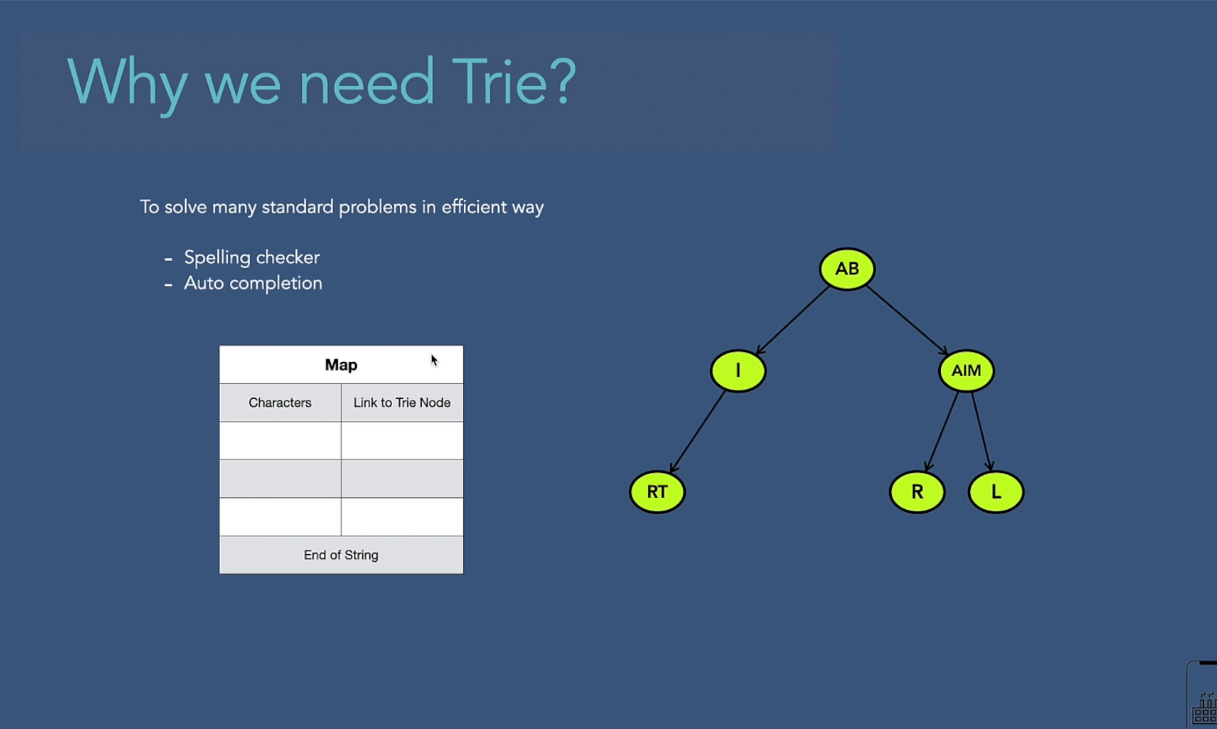 Why we need Trie?
To solve many standard problems in efficient way
- Spelling checker
- Auto completion
Map
Characters Link to Trie Node
End of String
AB
I AIM
RT R L